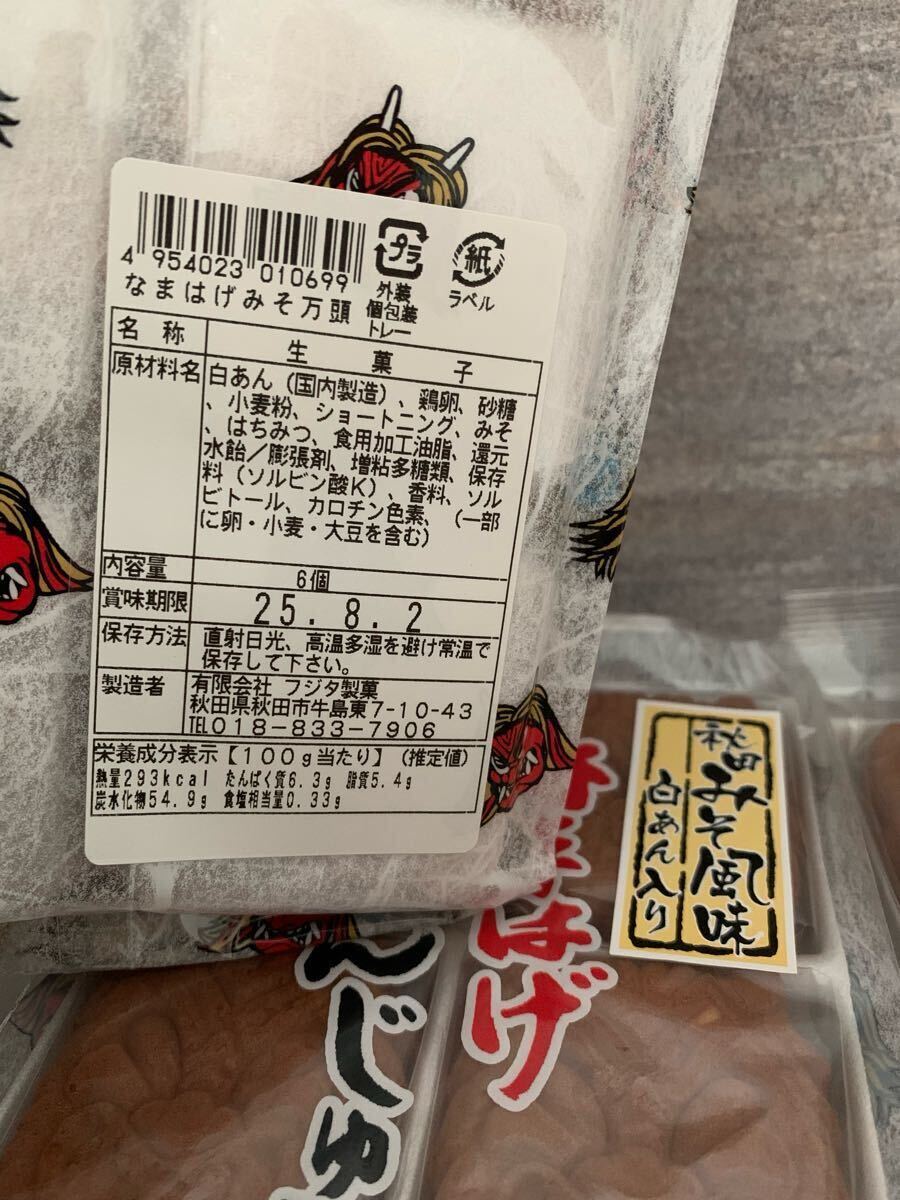 4 954023 010699
プラ
外装
個包装
トレー
紙
ラベル
なまはげみそ万頭
名称 生菓子
原材料名 白あん（国内製造）、鶏卵、砂糖
、小麦粉、ショートニング、みそ
、はちみつ、食用加工油脂、還元
水飴／膨張剤、増粘多糖類、保存
料（ソルビン酸K）、香料、ソル
ビトール、カロチン色素、（一部
に卵・小麦・大豆を含む）
内容量 6個
賞味期限 25.8.2
保存方法 直射日光、高温多湿を避け常温で
保存して下さい。
製造者 有限会社 フジタ製菓
秋田県秋田市牛島東7-10-43
TEL018-833-7906
栄養成分表示【100g当たり】（推定値）
熱量293kcal たんぱく質6.3g 脂質5.4g
炭水化物54.9g 食塩相当量0.33g
秋田みそ風味
白あん入り
はげ
んじゅ